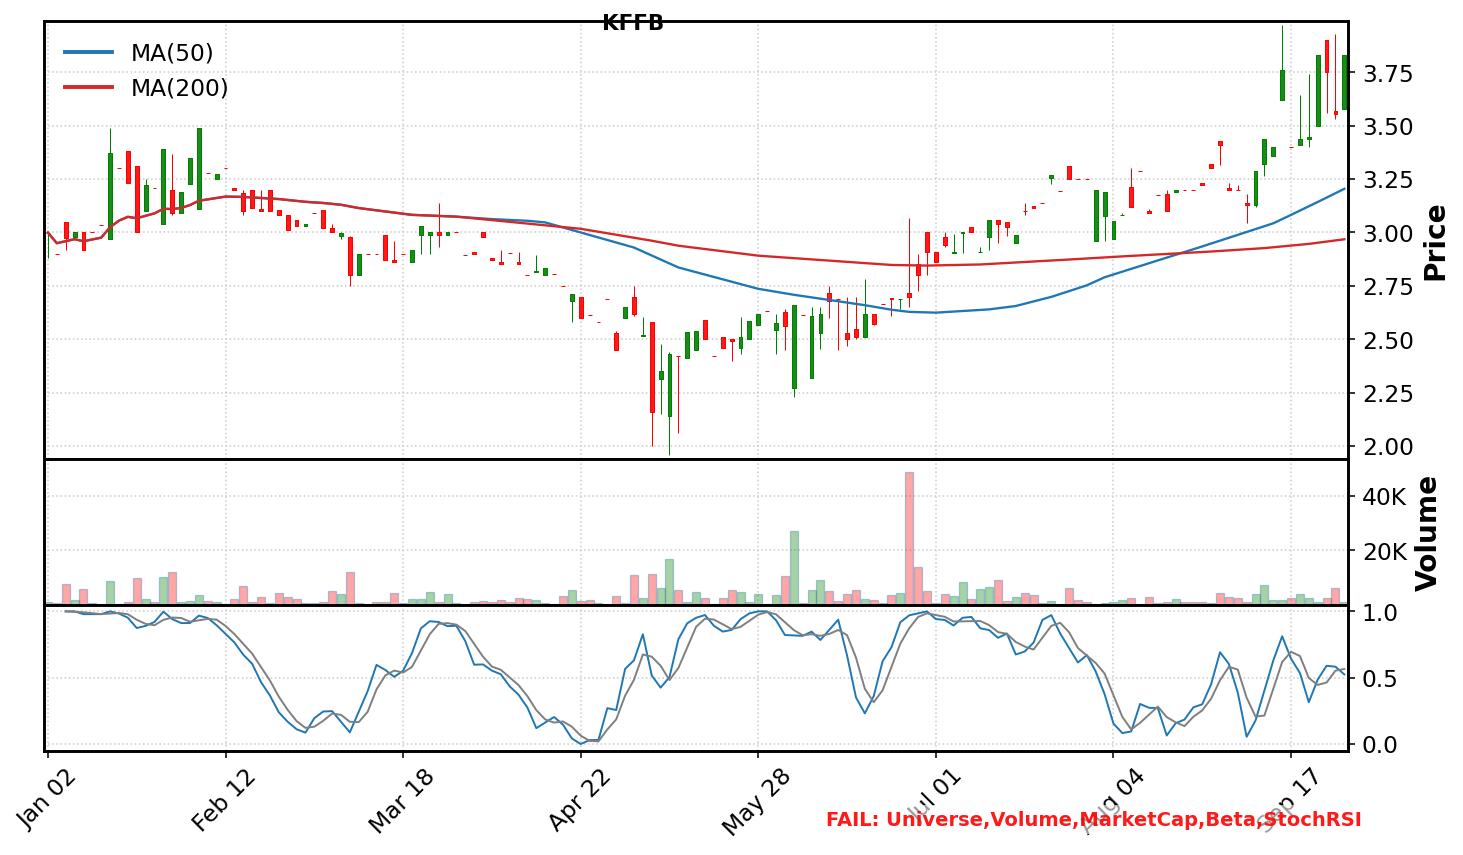 KFFB
MA(50)
MA(200)
3.75
3.50
3.25
3.00
2.75
2.50
2.25
2.00
Price
40K
20K
Volume
1.0
0.5
0.0
Jan 02
Feb 12
Mar 18
Apr 22
May 28
Jul 01
Aug 04
Sep 17
FAIL: Universe,Volume,MarketCap,Beta,StochRSI